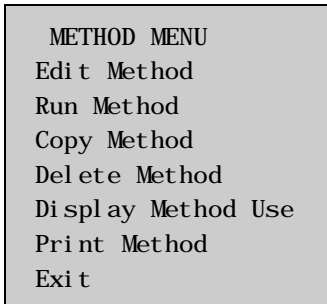 METHOD MENU
Edit Method
Run Method
Copy Method
Delete Method
Display Method Use
Print Method
Exit